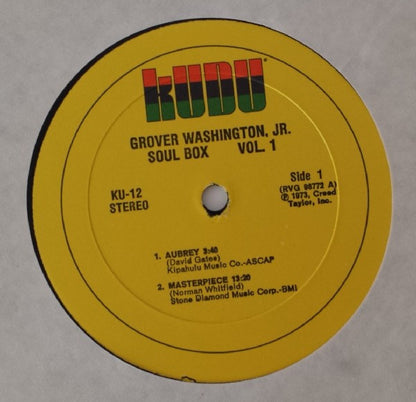 KUDU
GROVER WASHINGTON, JR.
SOUL BOX VOL. 1
KU-12
STEREO
Side 1
(RVG 98772 A)
℗ 1973, Creed
Taylor, Inc.
1. AUBREY 3:40
(David Gates)
Kipahulu Music Co.-ASCAP
2. MASTERPIECE 13:20
(Norman Whitfield)
Stone Diamond Music Corp.-BMI